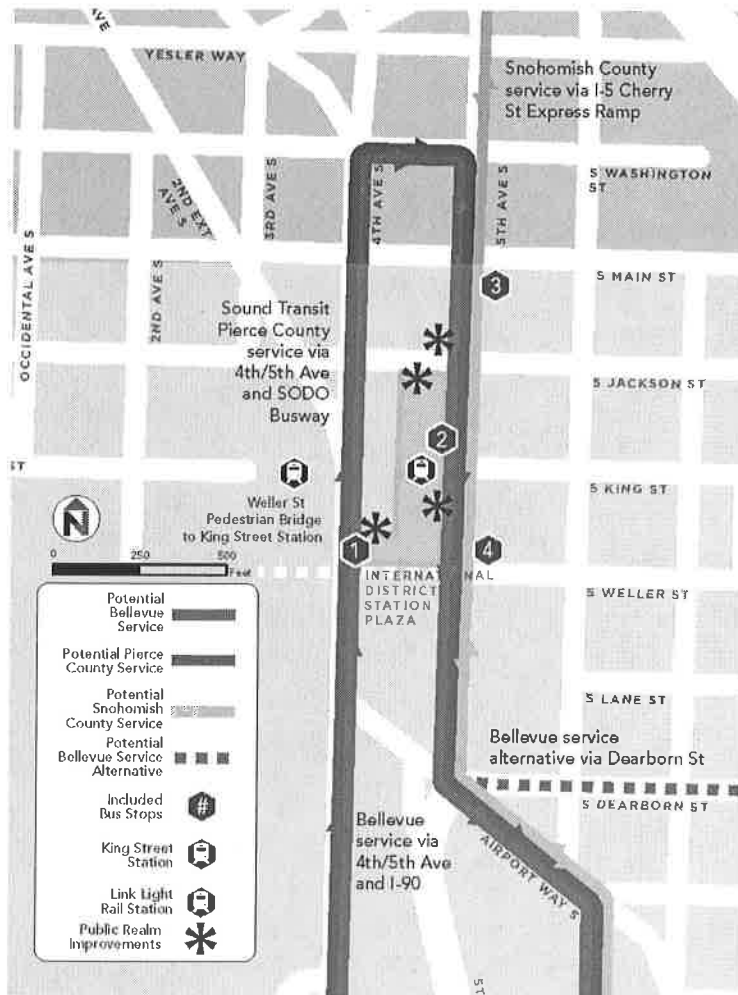 AVE
AVE S
YESLER WAY
Snohomish County
service via I-5 Cherry
St Express Ramp
2ND EXT
AVE S
3RD AVE S
4TH AVE S
5TH AVE S
S WASHINGTON
ST
OCCIDENTAL AVE S
2ND AVE S
S MAIN ST
3
Sound Transit
Pierce County
service via
4th/5th Ave
and SODO
Busway
S JACKSON ST
2
ST
S KING ST
N
Weller St
Pedestrian Bridge
to King Street Station
1
4
0 250 500
Feet
INTERNATIONAL
DISTRICT
STATION
PLAZA
S WELLER ST
Potential
Bellevue
Service
Potential Pierce
County Service
Potential
Snohomish
County Service
Potential
Bellevue Service
Alternative
Included
Bus Stops
#
King Street
Station
Link Light
Rail Station
Public Realm
Improvements
S LANE ST
Bellevue service
alternative via Dearborn St
S DEARBORN ST
Bellevue
service via
4th/5th Ave
and I-90
AIRPORT WAY S
5T